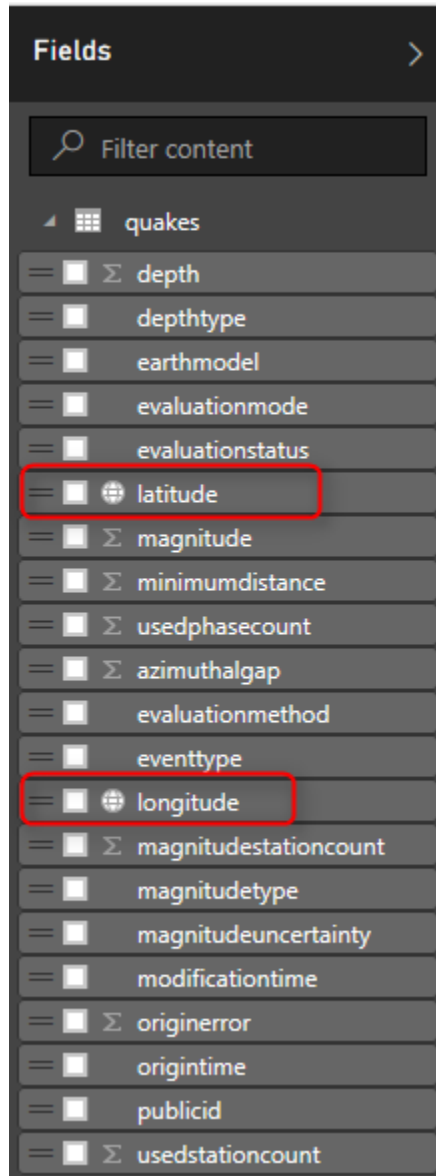 Fields
Filter content
quakes
Σ depth
depthtype
earthmodel
evaluationmode
evaluationstatus
latitude
Σ magnitude
Σ minimumdistance
Σ usedphasecount
Σ azimuthalgap
evaluationmethod
eventtype
longitude
Σ magnitudestationcount
magnitudetype
magnitudeuncertainty
modificationtime
Σ originerror
origintime
publicid
Σ usedstationcount